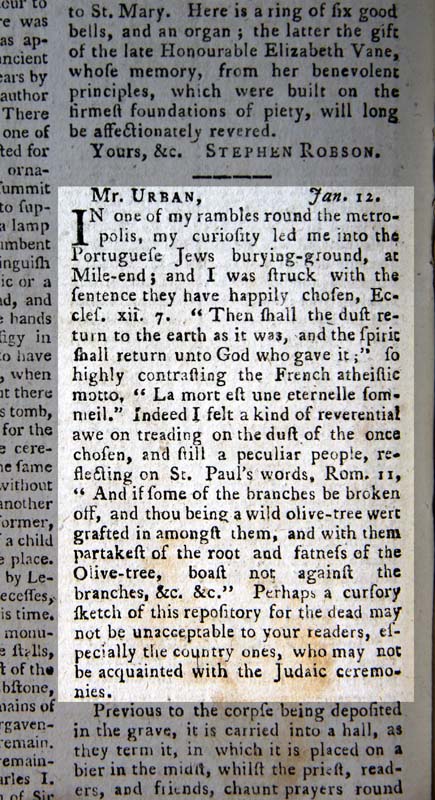 to St. Mary. Here is a ring of ſix good
bells, and an organ; the latter the gift
of the late Honourable Elizabeth Vane,
whoſe memory, from her benevolent
principles, which were built on the
firmeſt foundations of piety, will long
be affectionately revered.
Yours, &c. STEPHEN ROBSON.
Mr. URBAN, Jan. 12.
IN one of my rambles round the metro-
polis, my curioſity led me into the
Portugueſe Jews burying-ground, at
Mile-end; and I was ſtruck with the
ſentence they have happily choſen, Ec-
cleſ. xii. 7. “ Then ſhall the duſt re-
turn to the earth as it was, and the ſpirit
ſhall return unto God who gave it;” ſo
highly contraſting the French atheiſtic
motto, “ La mort eſt une eternelle ſom-
meil.” Indeed I felt a kind of reverential
awe on treading on the duſt of the once
choſen, and ſtill a peculiar people, re-
flecting on St. Paul's words, Rom. 11,
“ And if ſome of the branches be broken
off, and thou being a wild olive-tree wert
grafted in amongſt them, and with them
partakeſt of the root and fatneſs of the
Olive-tree, boaſt not againſt the
branches, &c. &c.” Perhaps a curſory
ſketch of this repoſitory for the dead may
not be unacceptable to your readers, eſ-
pecially the country ones, who may not
be acquainted with the Judaic ceremo-
nies.
Previous to the corpſe being depoſited
in the grave, it is carried into a hall, as
they term it, in which it is placed on a
bier in the midſt, whilſt the prieſt, read-
ers, and friends, chaunt prayers round